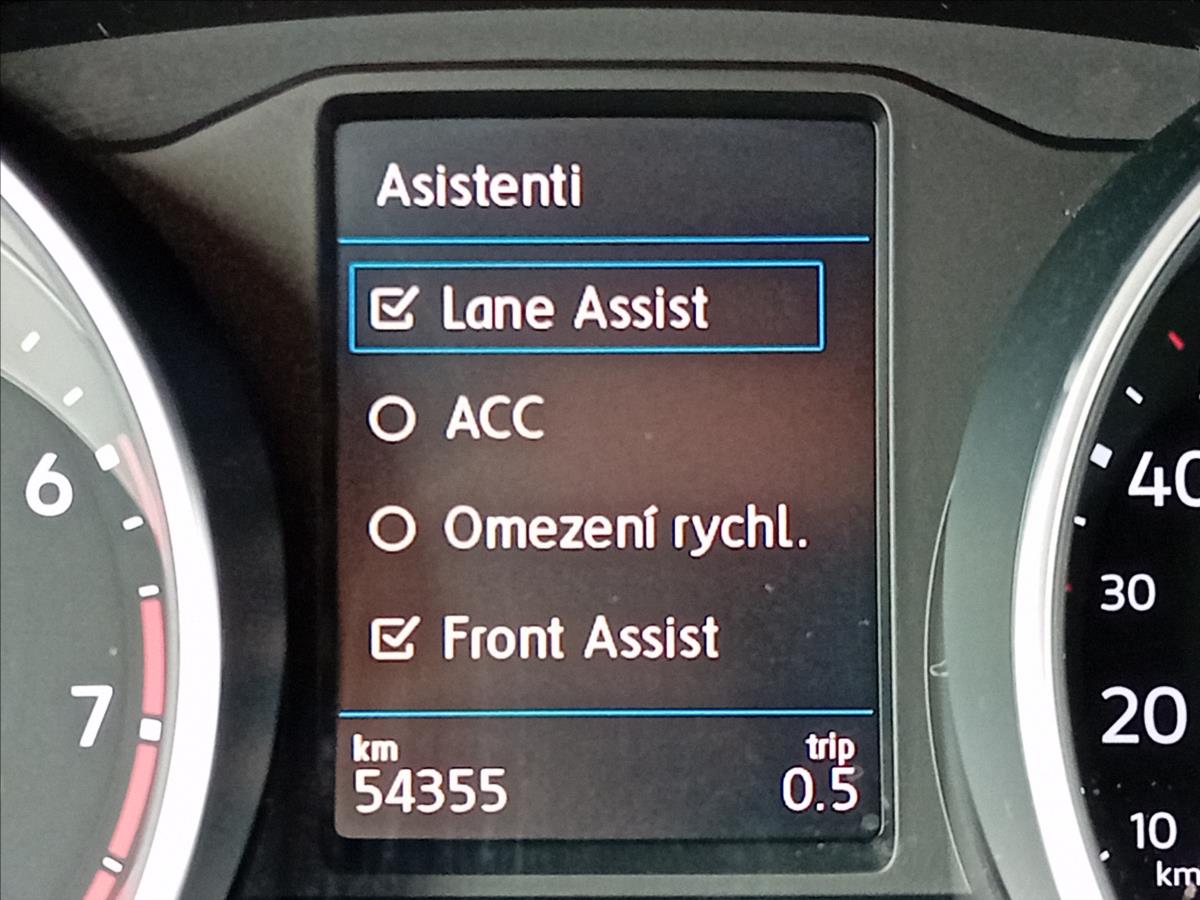 Asistenti
Lane Assist
ACC
Omezení rychl.
Front Assist
km trip
54355 0.5
6
7
40
30
20
10
km